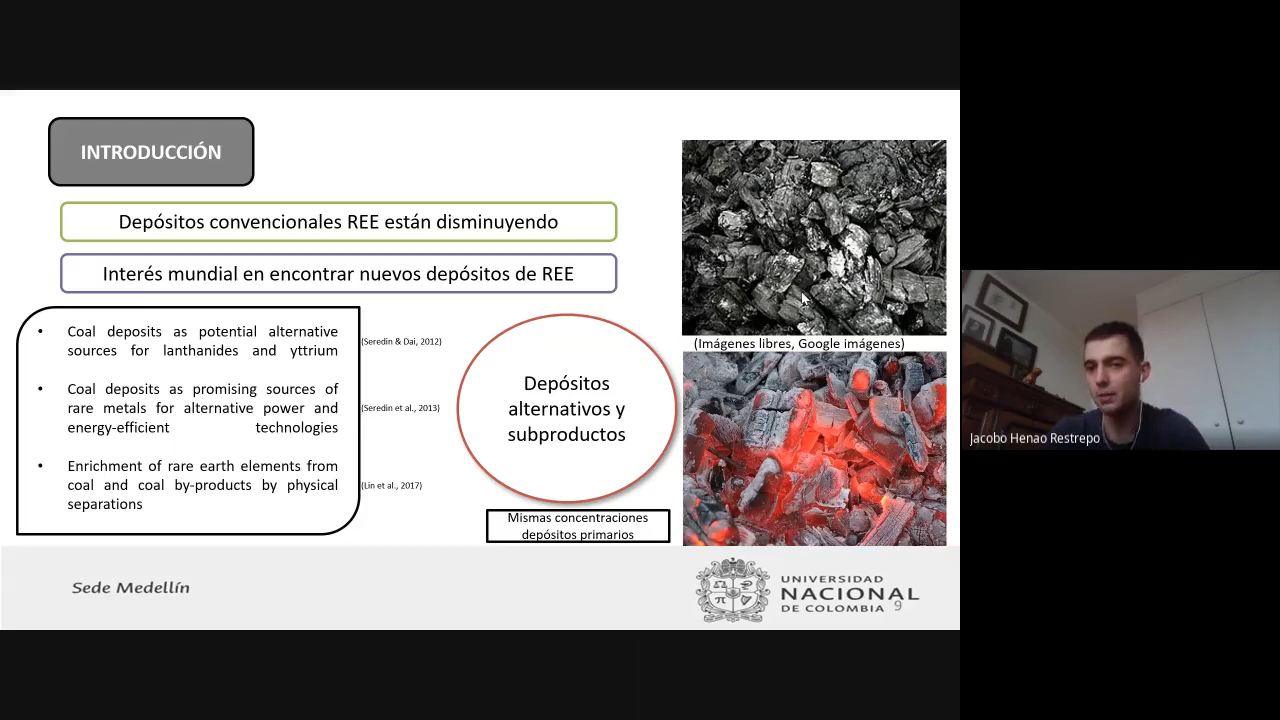 INTRODUCCIÓN
Depósitos convencionales REE están disminuyendo
Interés mundial en encontrar nuevos depósitos de REE
• Coal deposits as potential alternative
sources for lanthanides and yttrium
(Seredin & Dai, 2012)
• Coal deposits as promising sources of
rare metals for alternative power and
energy-efficient technologies
(Seredin et al., 2013)
• Enrichment of rare earth elements from
coal and coal by-products by physical
separations
(Lin et al., 2017)
Depósitos
alternativos y
subproductos
Mismas concentraciones
depósitos primarios
(Imágenes libres, Google imágenes)
Jacobo Henao Restrepo
Sede Medellín
UNIVERSIDAD
NACIONAL
DE COLOMBIA
9